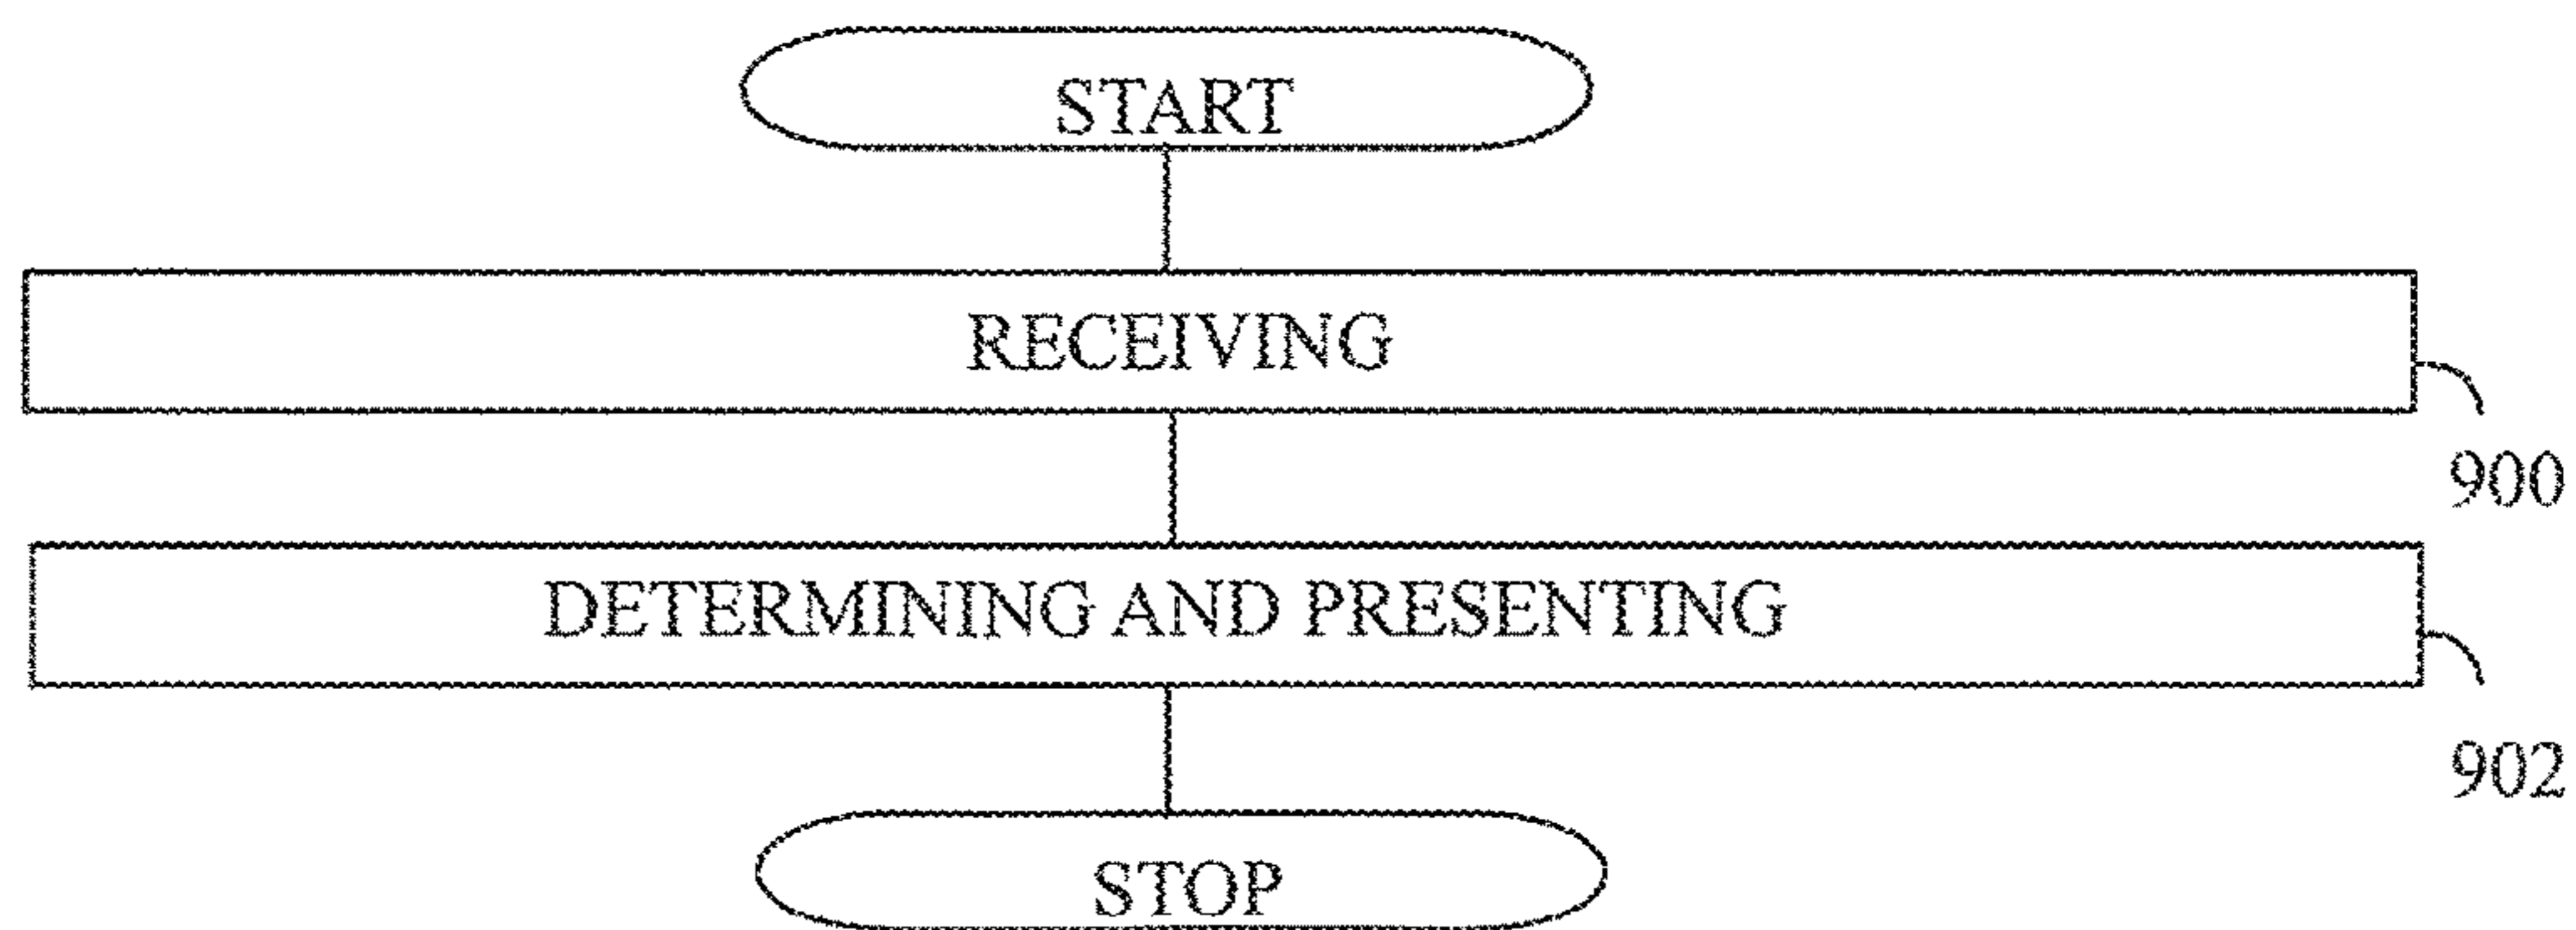 START
RECEIVING
900
DETERMINING AND PRESENTING
902
STOP